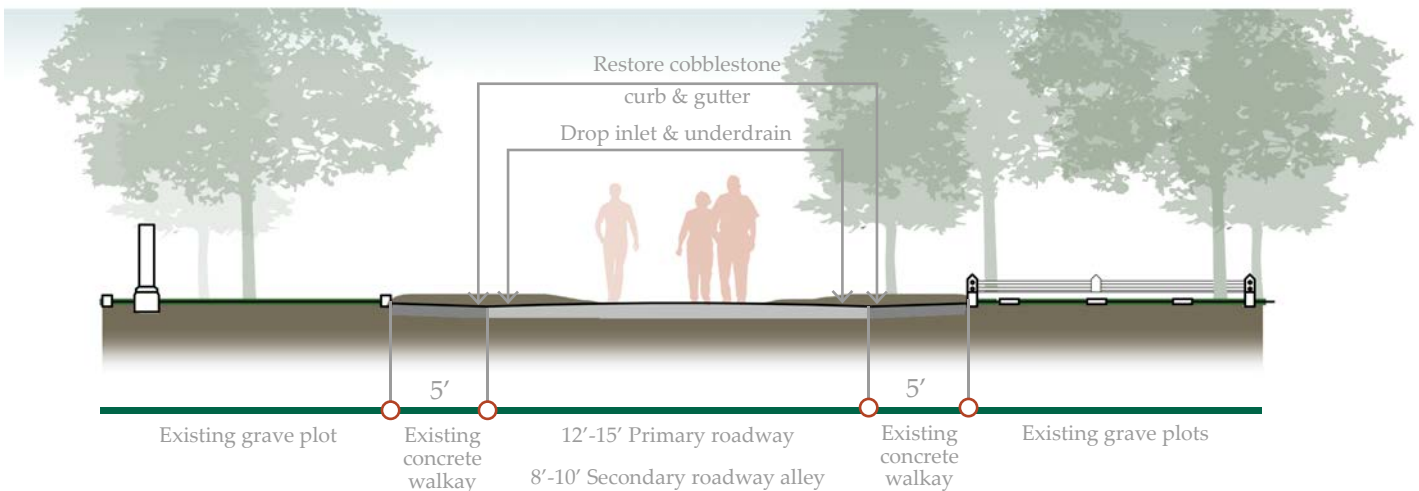 Restore cobblestone
curb & gutter
Drop inlet & underdrain
5′
5′
Existing grave plot
Existing
concrete
walkay
12′-15′ Primary roadway
8′-10′ Secondary roadway alley
Existing
concrete
walkay
Existing grave plots